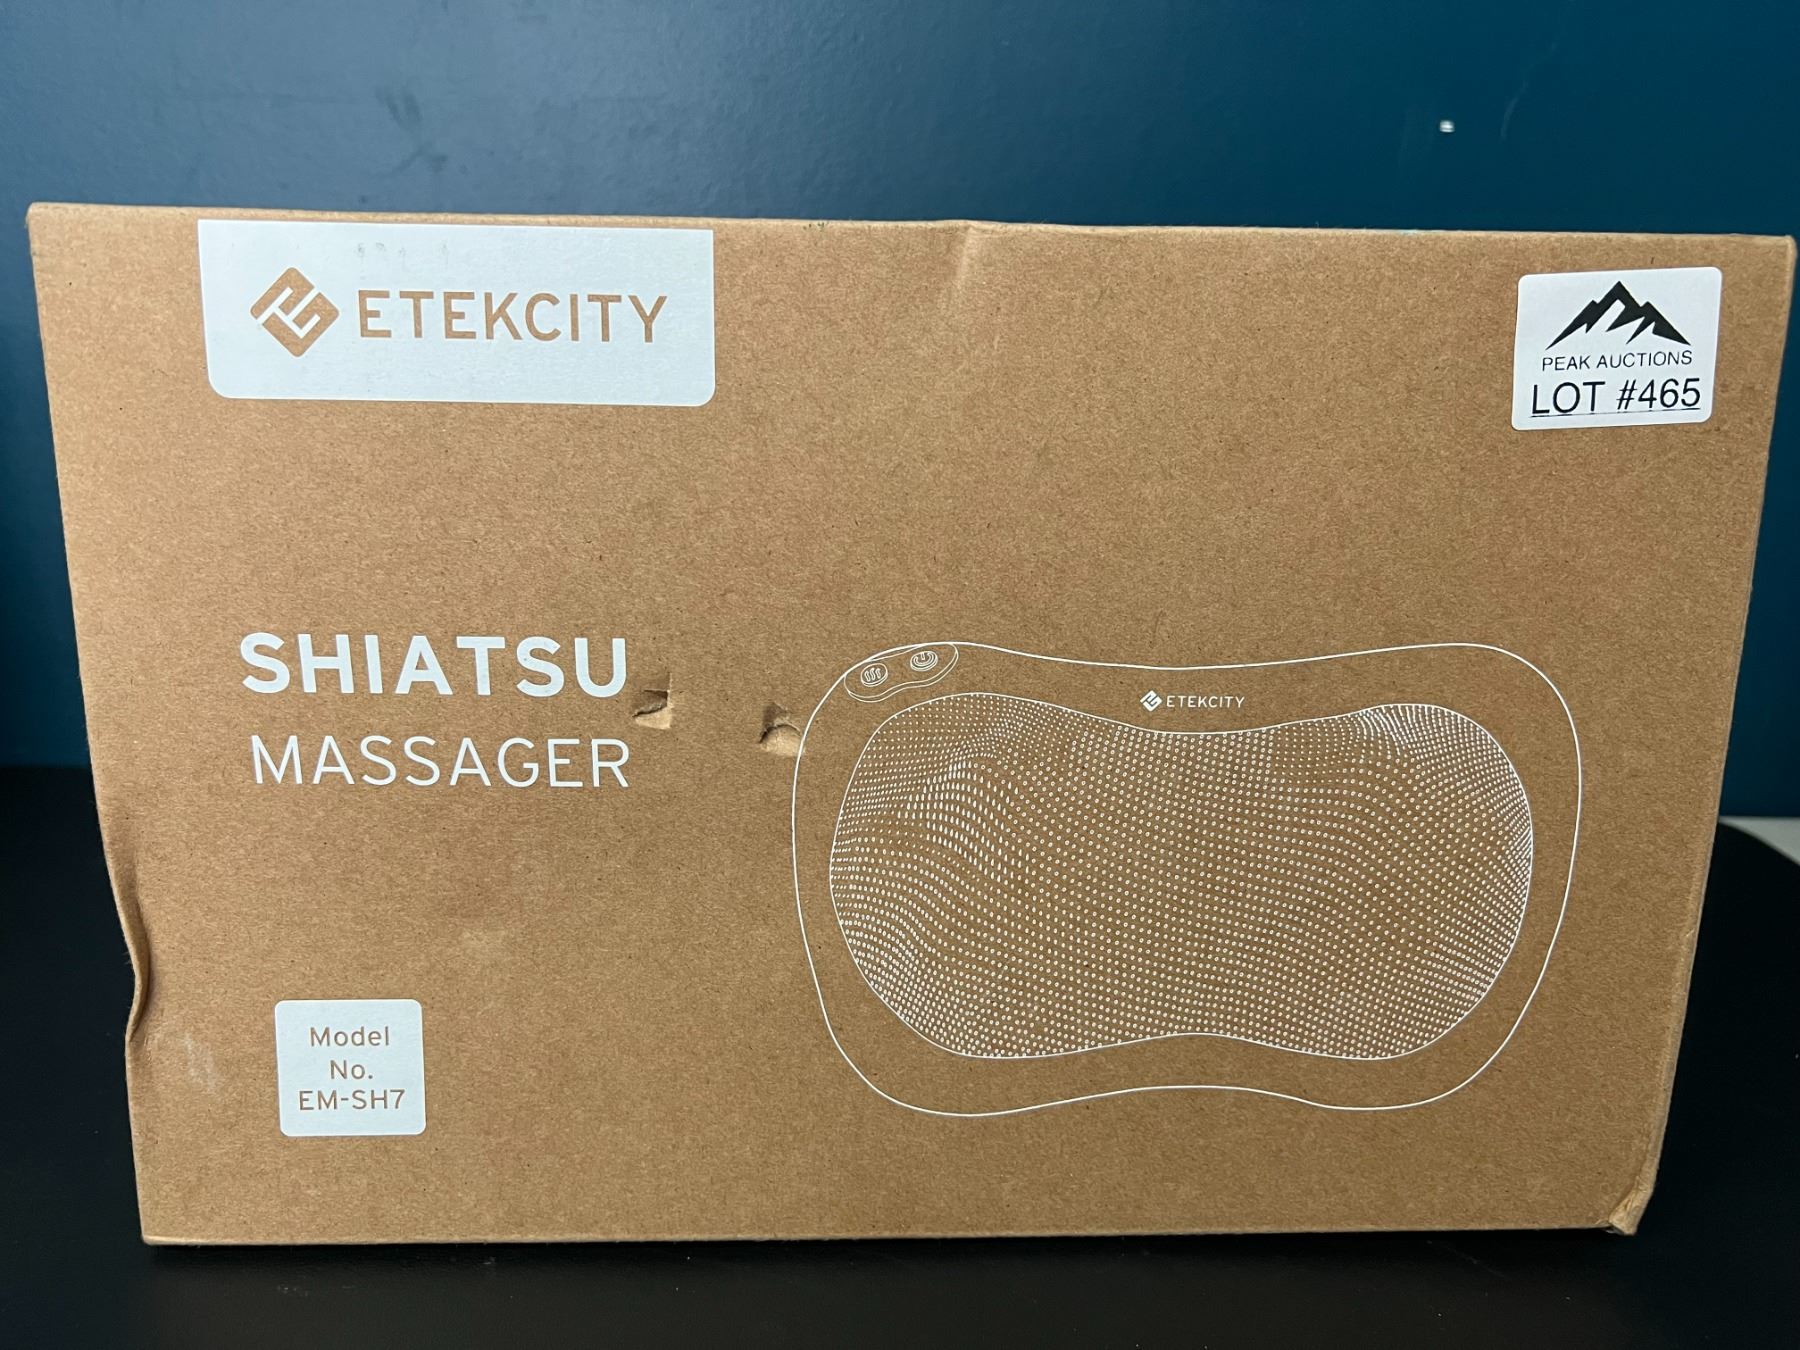 ETEKCITY
PEAK AUCTIONS
LOT #465
SHIATSU
MASSAGER
ETEKCITY
Model
No.
EM-SH7